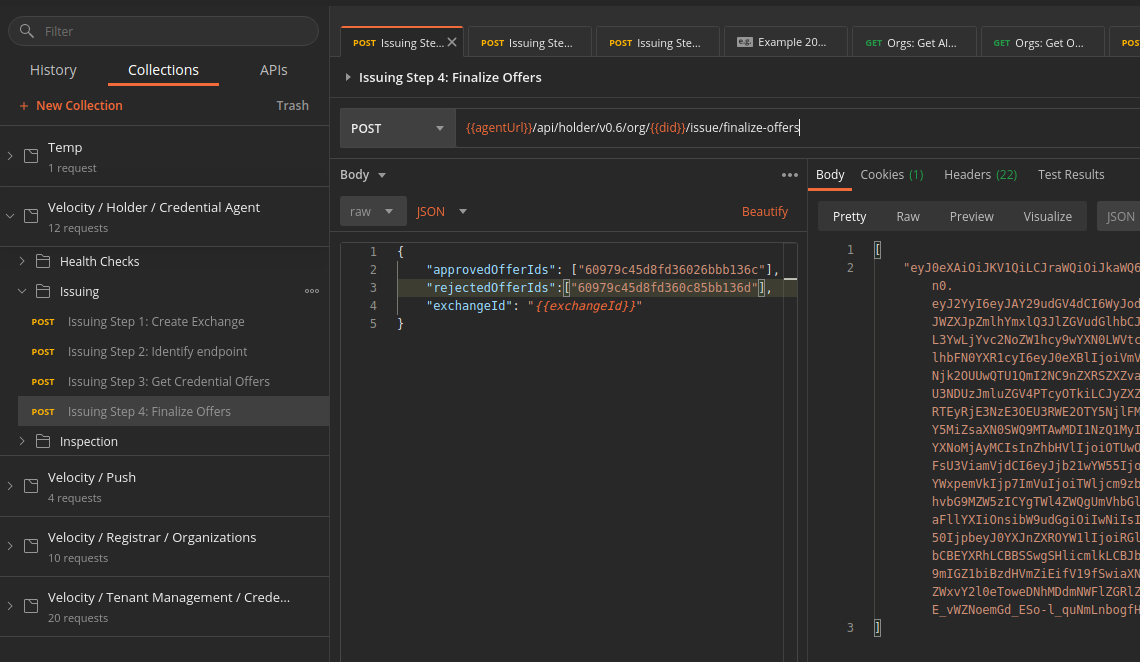 Filter
History Collections APIs
+ New Collection Trash
Temp
1 request
Velocity / Holder / Credential Agent
12 requests
Health Checks
Issuing
POST Issuing Step 1: Create Exchange
POST Issuing Step 2: Identify endpoint
POST Issuing Step 3: Get Credential Offers
POST Issuing Step 4: Finalize Offers
Inspection
Velocity / Push
4 requests
Velocity / Registrar / Organizations
10 requests
Velocity / Tenant Management / Crede...
20 requests
POST Issuing Ste...
POST Issuing Ste...
POST Issuing Ste...
e.g Example 20...
GET Orgs: Get Al...
GET Orgs: Get O...
POS
Issuing Step 4: Finalize Offers
POST {{agentUrl}}/api/holder/v0.6/org/{{did}}/issue/finalize-offers
Body
raw JSON Beautify
1 {
2 "approvedOfferIds": ["60979c45d8fd36026bbb136c"],
3 "rejectedOfferIds":["60979c45d8fd360c85bb136d"],
4 "exchangeId": "{{exchangeId}}"
5 }
Body Cookies (1) Headers (22) Test Results
Pretty Raw Preview Visualize JSON
1 [
2 "eyJ0eXAiOiJKV1QiLCJraWQiOiJkaWQ6
n0.
eyJ2YyI6eyJAY29udGV4dCI6WyJod
JWZXJpZmlhYmxlQ3JlZGVudGlhbCJ
L3YwLjYvc2NoZW1hcy9wYXN0LWVtc
lhbFN0YXR1cyI6eyJ0eXBlIjoiVmV
Njk2OUUwQTU1QmI2NC9nZXRSZXZva
U3NDUzJmluZGV4PTcyOTkiLCJyZXZ
RTEyRjE3NzE3OEU3RWE2OTY5NjlFM
Y5MiZsaXN0SWQ9MTAwMDI1NzQ1MyI
YXNoMjAyMCIsInZhbHVlIjoiOTUwO
FsU3ViamVjdCI6eyJjb21wYW55Ijo
YWxpemVkIjp7ImVuIjoiTWljcm9zb
hvbG9MZW5zICYgTWl4ZWQgUmVhbGl
aFllYXIiOnsibW9udGgiOiIwNiIsI
50IjpbeyJ0YXJnZXROYW1lIjoiRGl
bCBEYXRhLCBBSSwgSHlicmlkLCBJb
9mIGZ1biBzdHVmZiEifV19fSwiaXN
ZWxvY2l0eToweDNhMDdmNWFlZGRlZ
E_vWZNoemGd_ESo-l_quNmLnbogfH
3 ]